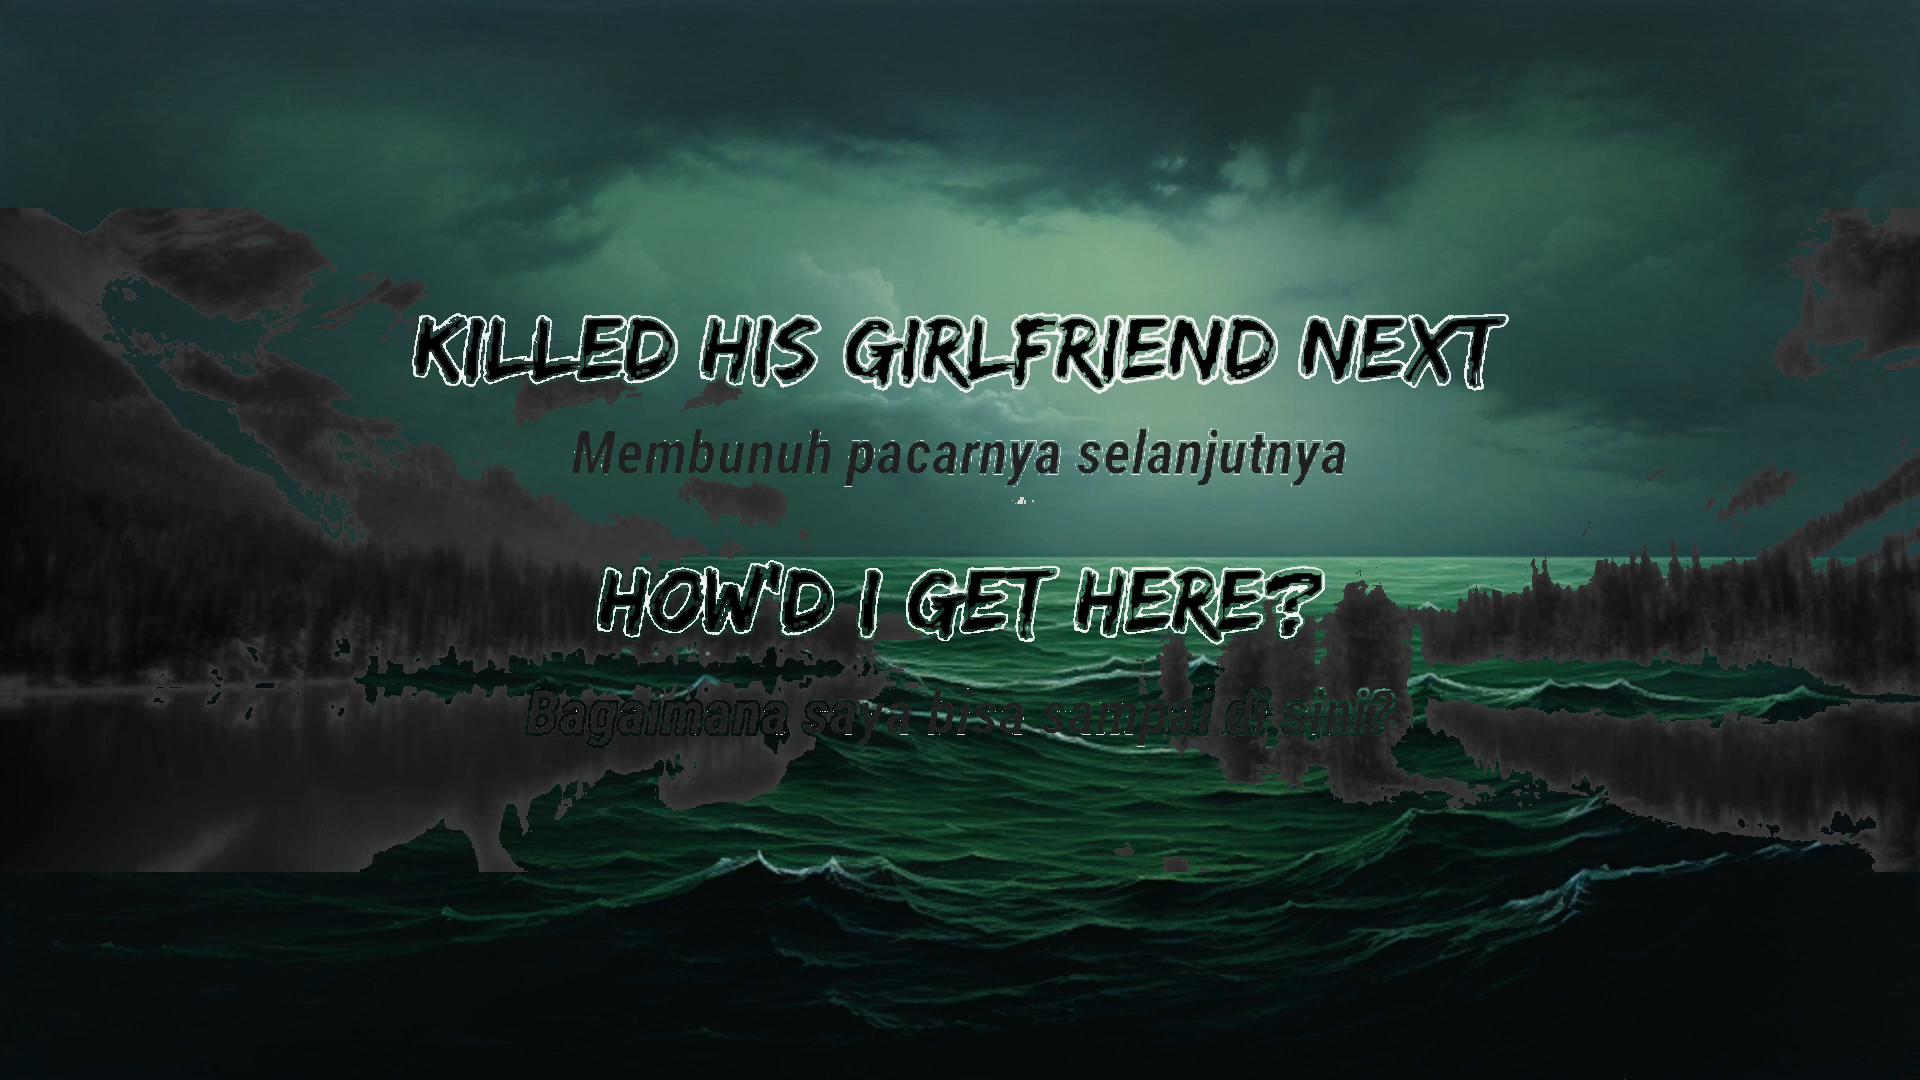 KILLED HIS GIRLFRIEND NEXT
Membunuh pacarnya selanjutnya
HOW'D I GET HERE?
Bagaimana saya bisa sampai di sini?